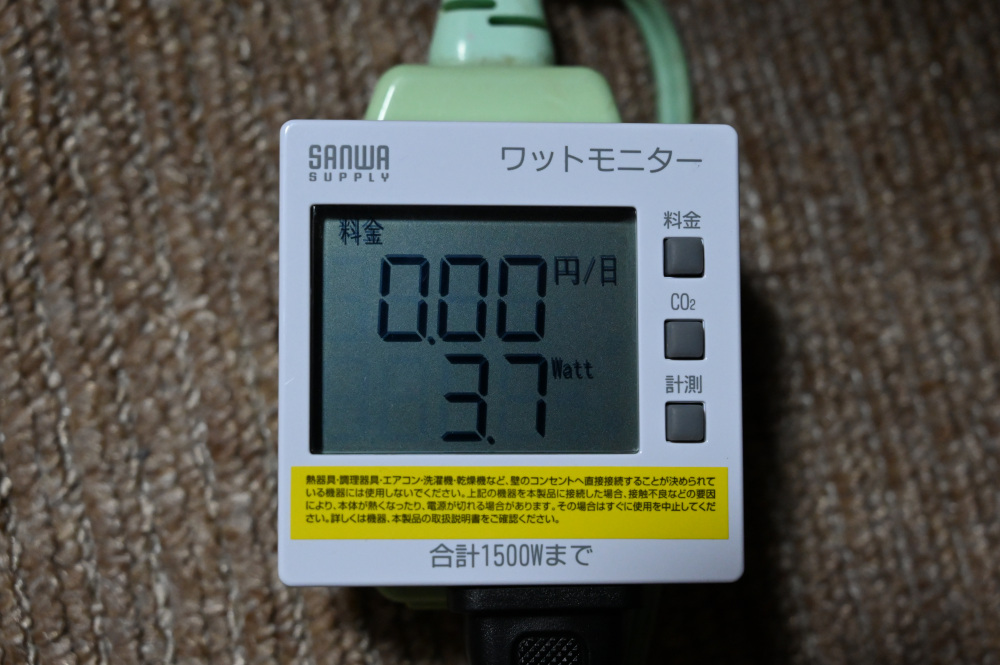 SANWA
SUPPLY
ワットモニター
料金
料金
0.00円/日
CO₂
3.7Watt
計測
熱器具・調理器具・エアコン・洗濯機・乾燥機など、壁のコンセントへ直接接続することが決められて
いる機器には使用しないでください。上記の機器を本製品に接続した場合、接触不良などの要因
により、本体が熱くなったり、電源が切れる場合があります。その場合はすぐに使用を中止してくだ
さい。詳しくは機器、本製品の取扱説明書をご確認ください。
合計1500Wまで